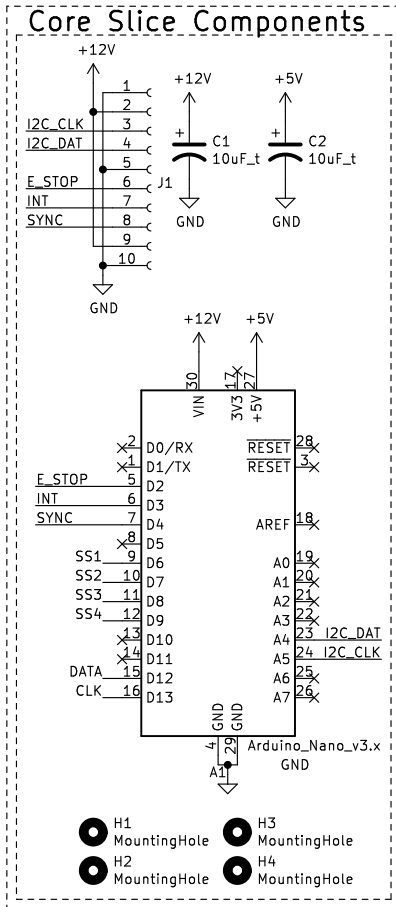 Core Slice Components
+12V
1
2
I2C_CLK 3
I2C_DAT 4
5
E_STOP 6
J1
INT 7
SYNC 8
9
10
GND
+12V
C1
10uF_t
GND
+5V
C2
10uF_t
GND
+12V +5V
30 17 27
VIN 3V3 +5V
2 D0/RX RESET 28
1 D1/TX RESET 3
E_STOP 5 D2
INT 6 D3
SYNC 7 D4 AREF 18
8 D5
SS1 9 D6 A0 19
SS2 10 D7 A1 20
SS3 11 D8 A2 21
SS4 12 D9 A3 22
13 D10 A4 23 I2C_DAT
14 D11 A5 24 I2C_CLK
DATA 15 D12 A6 25
CLK 16 D13 A7 26
GND GND
4 29
Arduino_Nano_v3.x
A1
GND
H1
MountingHole
H3
MountingHole
H2
MountingHole
H4
MountingHole